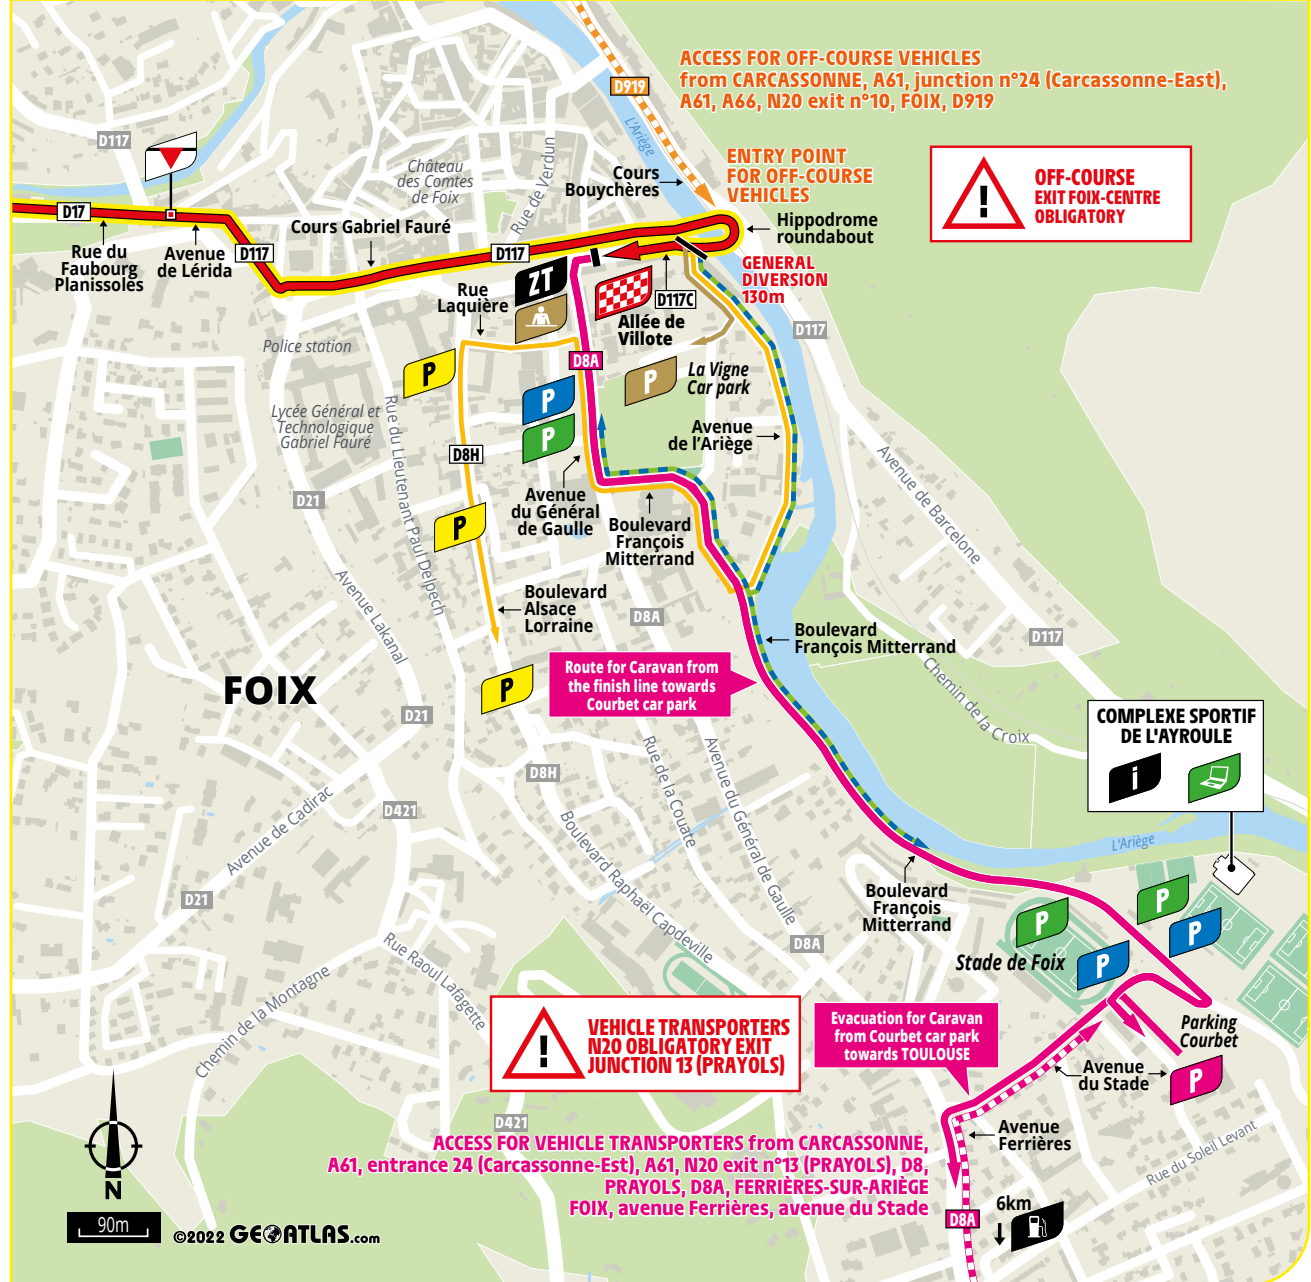 ACCESS FOR OFF-COURSE VEHICLES
from CARCASSONNE, A61, junction n°24 (Carcassonne-East),
A61, A66, N20 exit n°10, FOIX, D919
D919
L'Ariège
D117
Château
des Comtes
de Foix
Rue de Verdun
Cours
Bouychères
ENTRY POINT
FOR OFF-COURSE
VEHICLES
!
OFF-COURSE
EXIT FOIX-CENTRE
OBLIGATORY
D17
Rue du
Faubourg
Planissoles
Avenue
de Lérida
D117
Cours Gabriel Fauré
D117
Hippodrome
roundabout
GENERAL
DIVERSION
130m
ZT
Rue
Laquière
D117C
Allée de
Villote
D117
Police station
P
D8A
P
La Vigne
Car park
P
P
Lycée Général et
Technologique
Gabriel Fauré
Rue du Lieutenant Paul Delpech
D8H
Avenue
de l'Ariège
Avenue de Barcelone
D21
P
Avenue
du Général
de Gaulle
Boulevard
François
Mitterrand
Avenue Lakanal
Boulevard
Alsace
Lorraine
D8A
Boulevard
François Mitterrand
D117
Chemin de la Croix
FOIX
P
Route for Caravan from
the finish line towards
Courbet car park
D21
COMPLEXE SPORTIF
DE L'AYROULE
i
D8H
Rue de la Couate
Avenue du Général de Gaulle
D421
Avenue de Cadirac
Boulevard Raphaël Capdeville
L'Ariège
D21
Boulevard
François
Mitterrand
P
P
P
P
Stade de Foix
D8A
Rue Raoul Lafagette
Chemin de la Montagne
!
VEHICLE TRANSPORTERS
N20 OBLIGATORY EXIT
JUNCTION 13 (PRAYOLS)
Evacuation for Caravan
from Courbet car park
towards TOULOUSE
Parking
Courbet
P
Avenue
du Stade
D421
Avenue
Ferrières
Rue du Soleil Levant
ACCESS FOR VEHICLE TRANSPORTERS from CARCASSONNE,
A61, entrance 24 (Carcassonne-Est), A61, N20 exit n°13 (PRAYOLS), D8,
PRAYOLS, D8A, FERRIÈRES-SUR-ARIÈGE
FOIX, avenue Ferrières, avenue du Stade
N
90m
©2022 GEOATLAS.com
D8A
6km